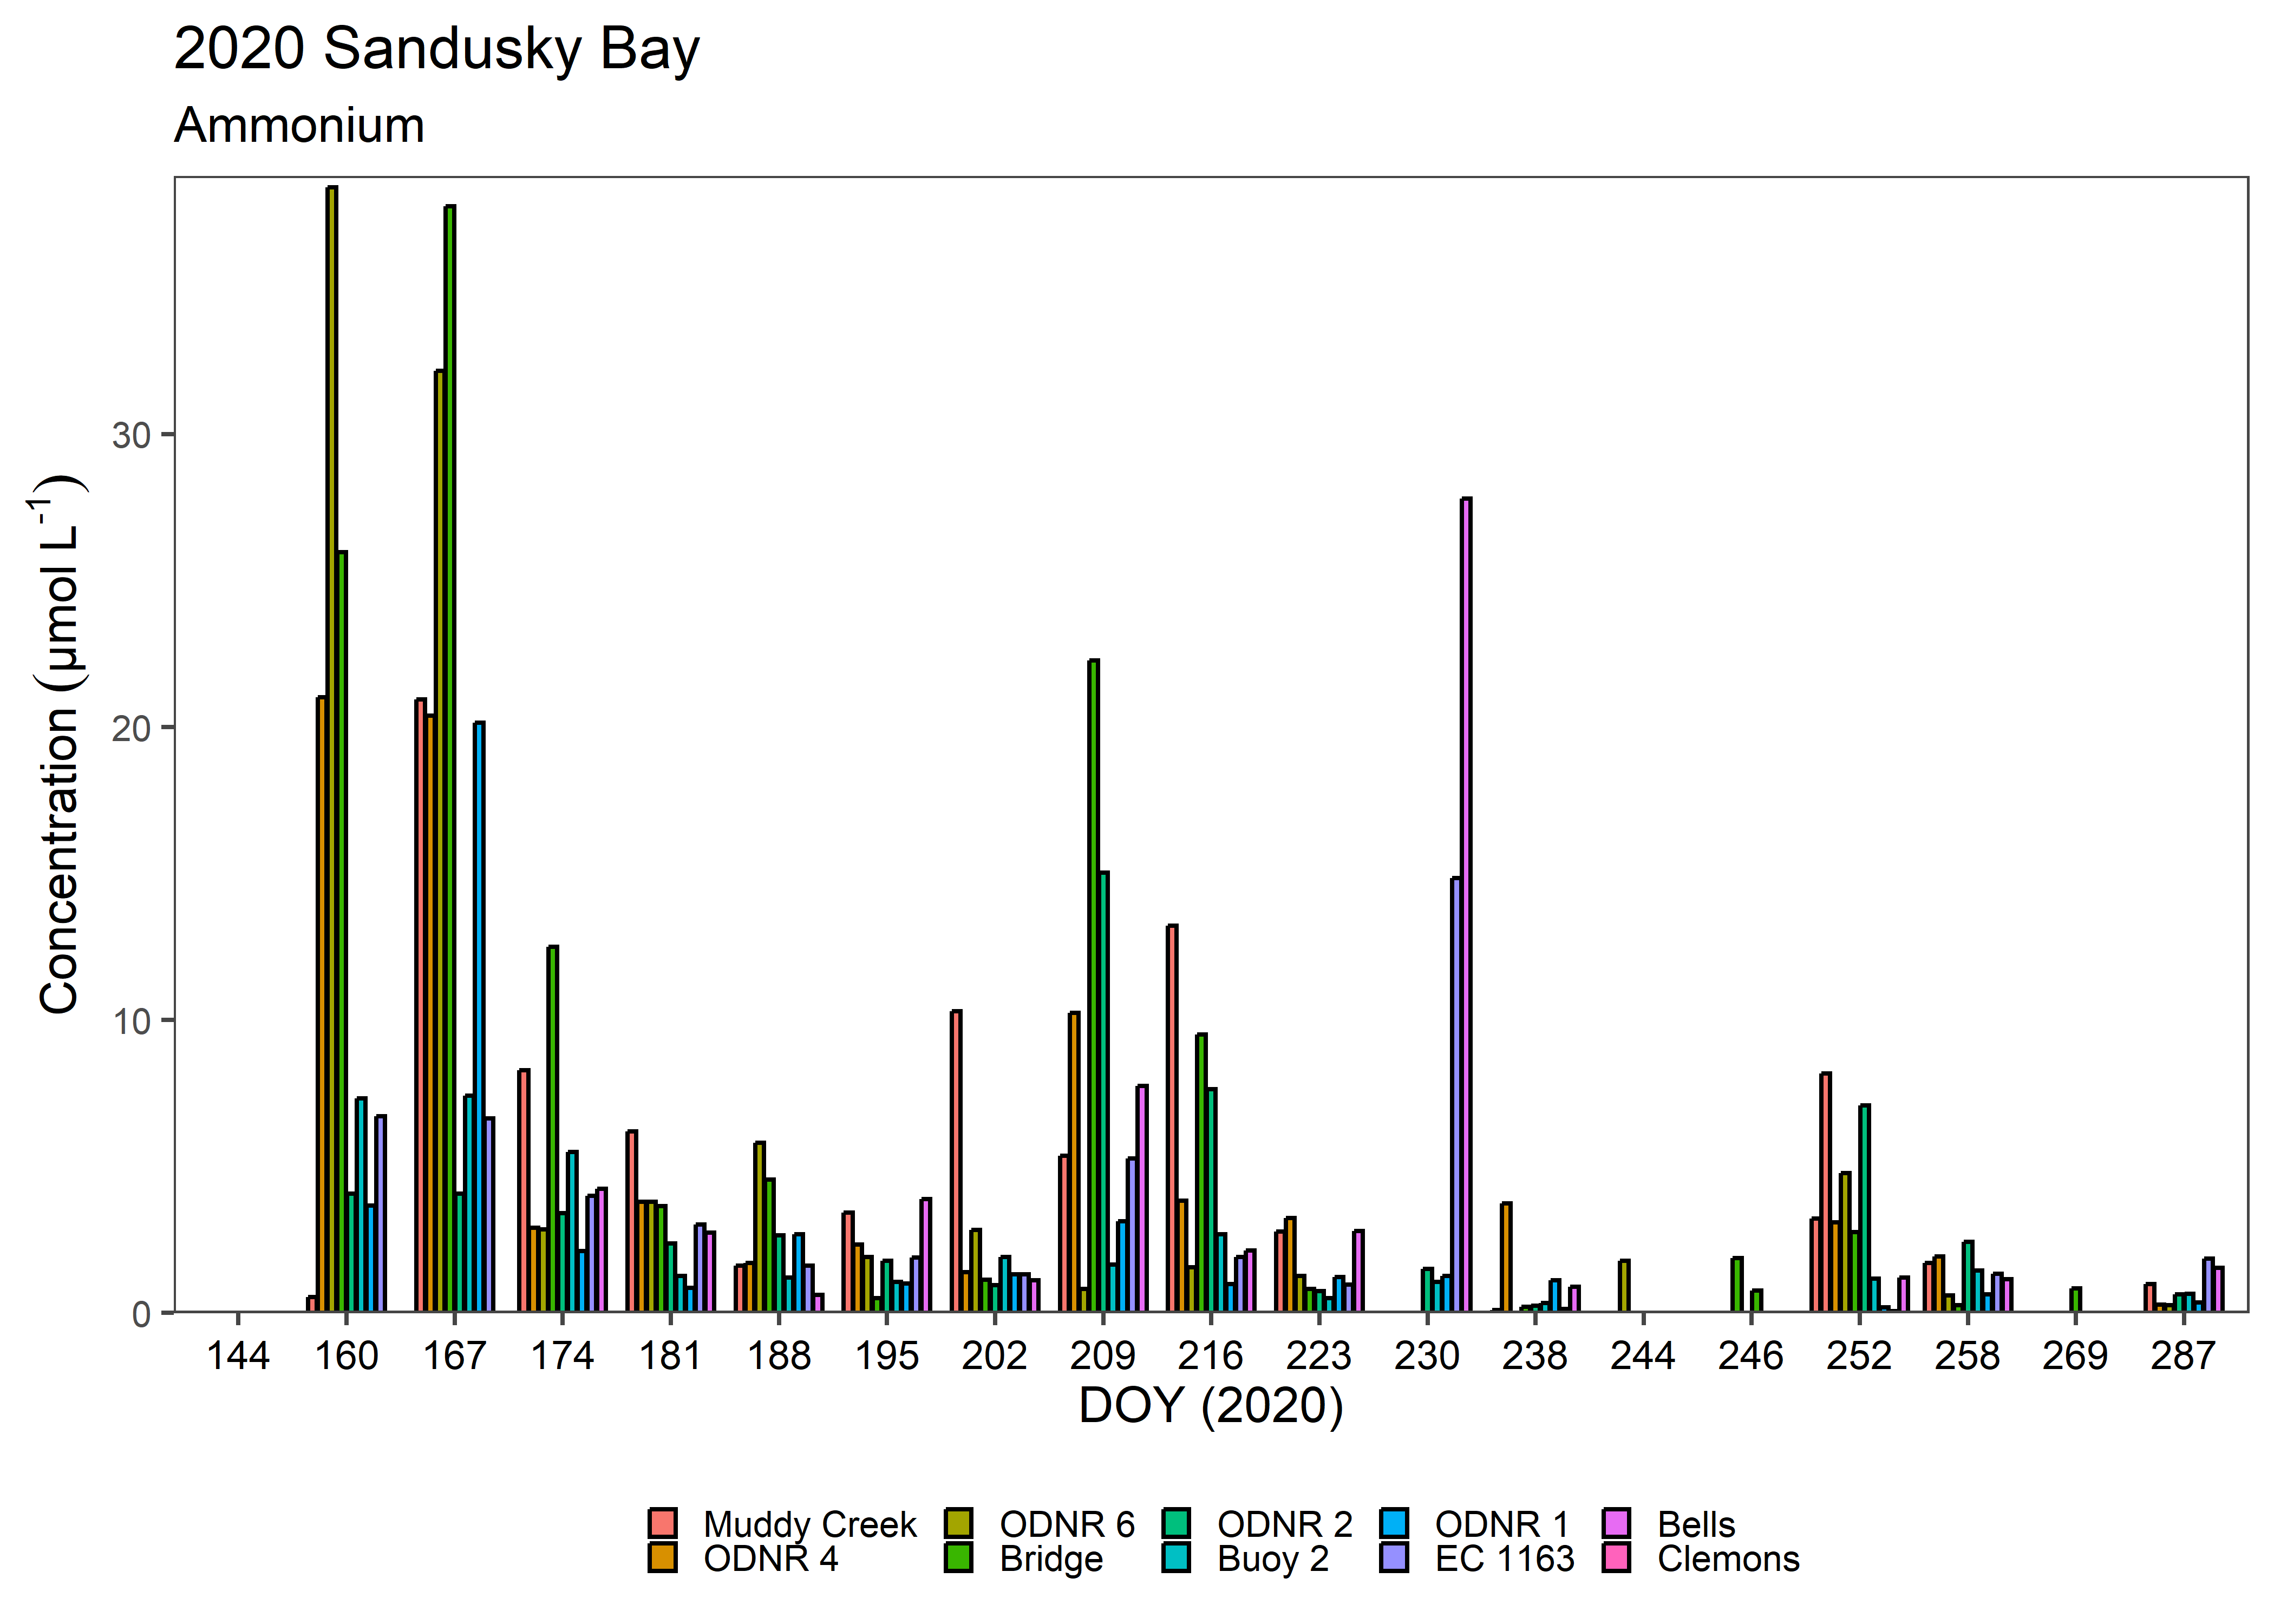 2020 Sandusky Bay
Ammonium
Concentration (µmol L⁻¹)
30
20
10
0
144 160 167 174 181 188 195 202 209 216 223 230 238 244 246 252 258 269 287
DOY (2020)
Muddy Creek ODNR 6 ODNR 2 ODNR 1 Bells
ODNR 4 Bridge Buoy 2 EC 1163 Clemons